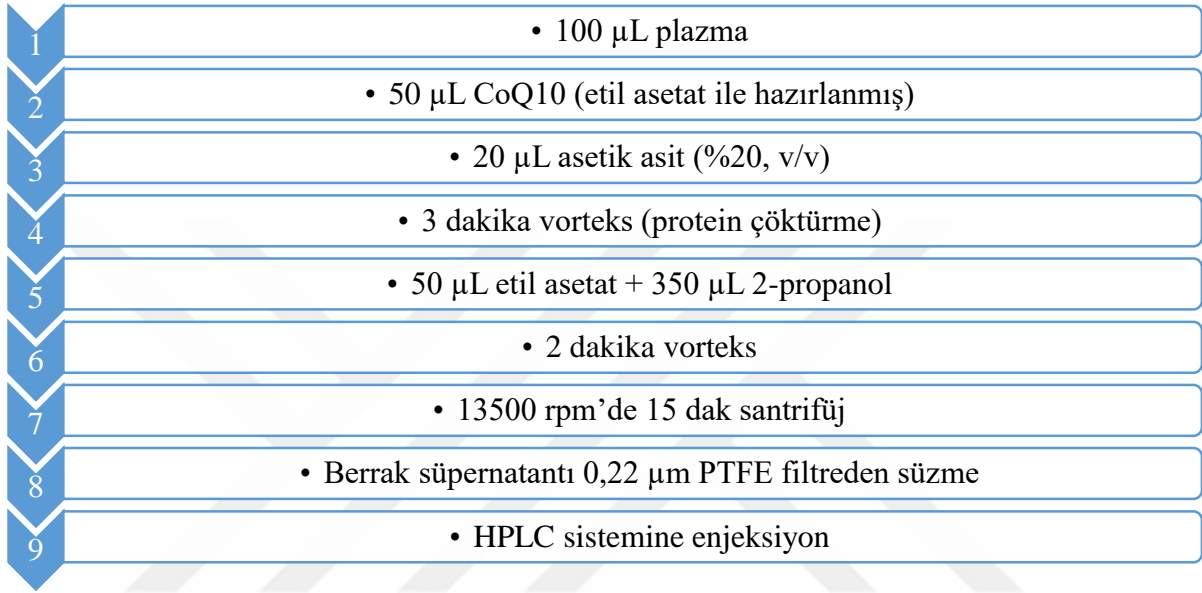 1 • 100 µL plazma
2 • 50 µL CoQ10 (etil asetat ile hazırlanmış)
3 • 20 µL asetik asit (%20, v/v)
4 • 3 dakika vorteks (protein çöktürme)
5 • 50 µL etil asetat + 350 µL 2-propanol
6 • 2 dakika vorteks
7 • 13500 rpm’de 15 dak santrifüj
8 • Berrak süpernatantı 0,22 µm PTFE filtreden süzme
9 • HPLC sistemine enjeksiyon